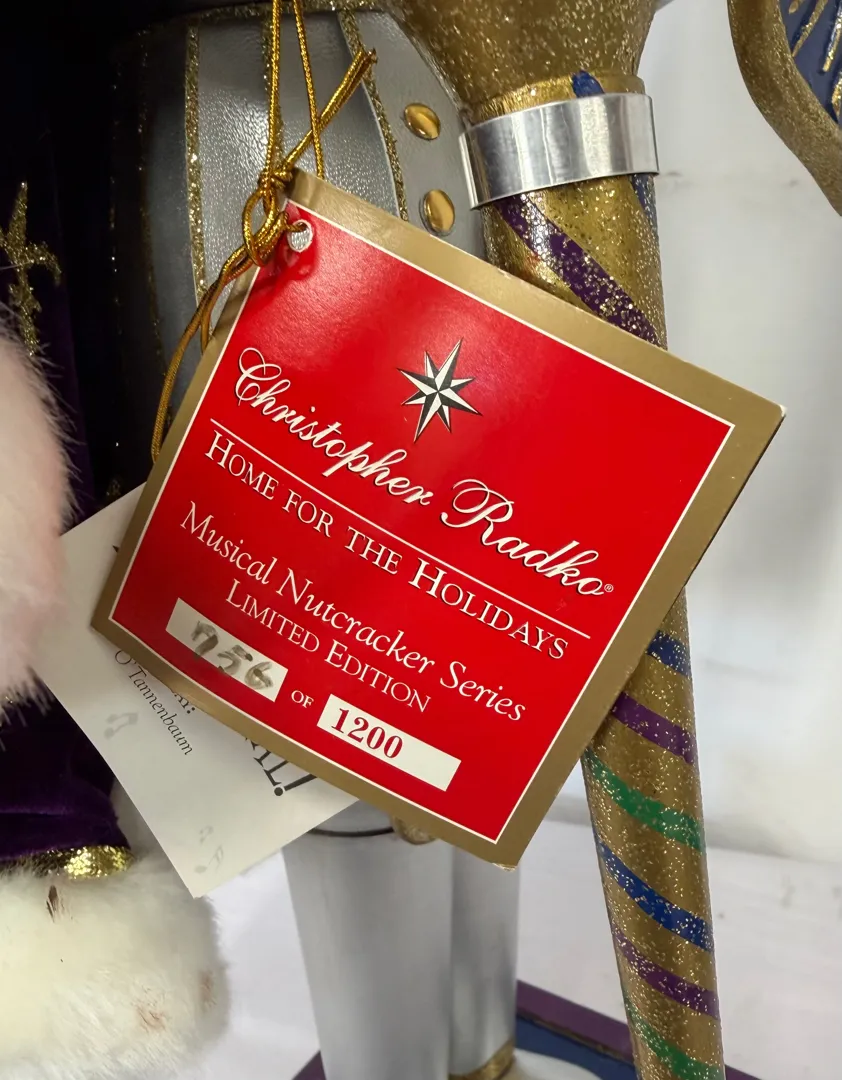 Christopher Radko®
HOME FOR THE HOLIDAYS
Musical Nutcracker Series
LIMITED EDITION
756 OF 1200
O'Tannenbaum